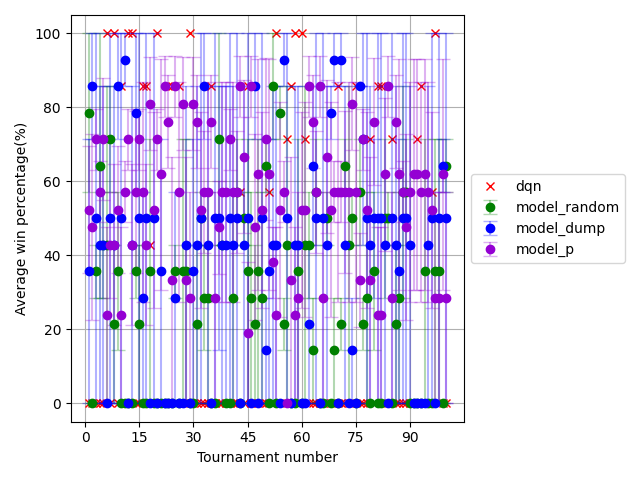 100
80
60
40
20
0
Average win percentage(%)
0 15 30 45 60 75 90
Tournament number
dqn
model_random
model_dump
model_p